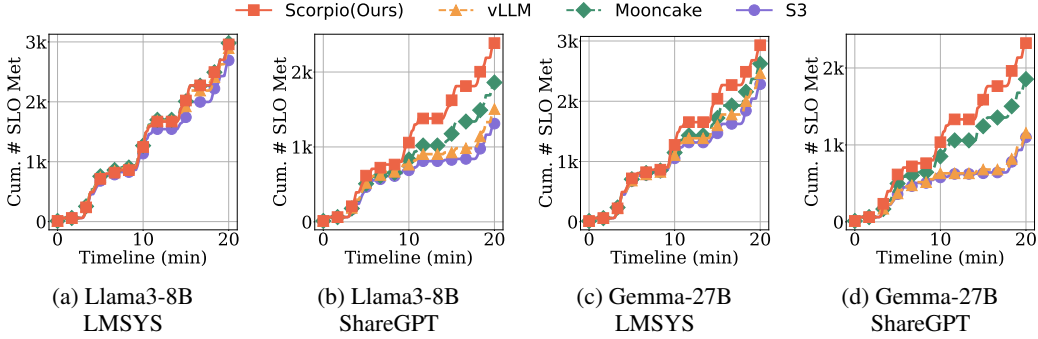 Scorpio(Ours) vLLM Mooncake S3
Cum. # SLO Met
3k
2k
1k
0
0 10 20
Timeline (min)
(a) Llama3-8B
LMSYS
Cum. # SLO Met
2k
1k
0
0 10 20
Timeline (min)
(b) Llama3-8B
ShareGPT
Cum. # SLO Met
3k
2k
1k
0
0 10 20
Timeline (min)
(c) Gemma-27B
LMSYS
Cum. # SLO Met
2k
1k
0
0 10 20
Timeline (min)
(d) Gemma-27B
ShareGPT